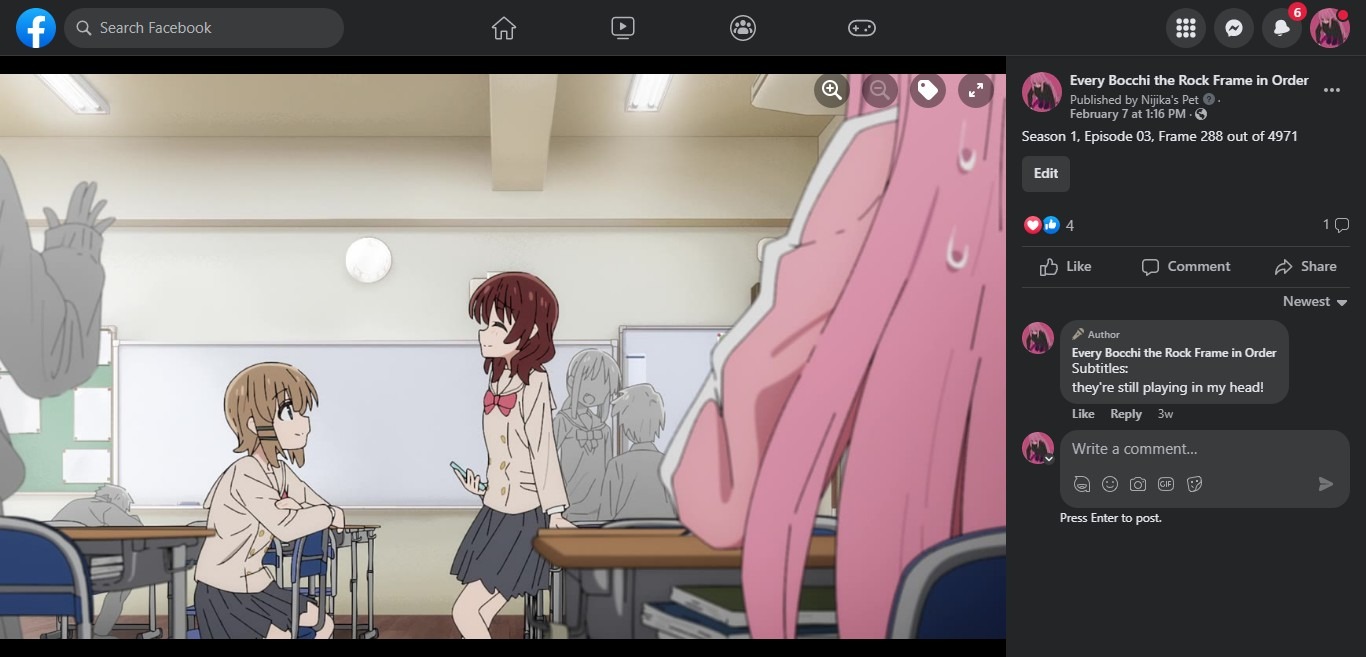 Search Facebook
6
Every Bocchi the Rock Frame in Order
Published by Nijika's Pet ·
February 7 at 1:16 PM ·
Season 1, Episode 03, Frame 288 out of 4971
Edit
4
1
Like
Comment
Share
Newest
Author
Every Bocchi the Rock Frame in Order
Subtitles:
they're still playing in my head!
Like Reply 3w
Write a comment...
GIF
Press Enter to post.